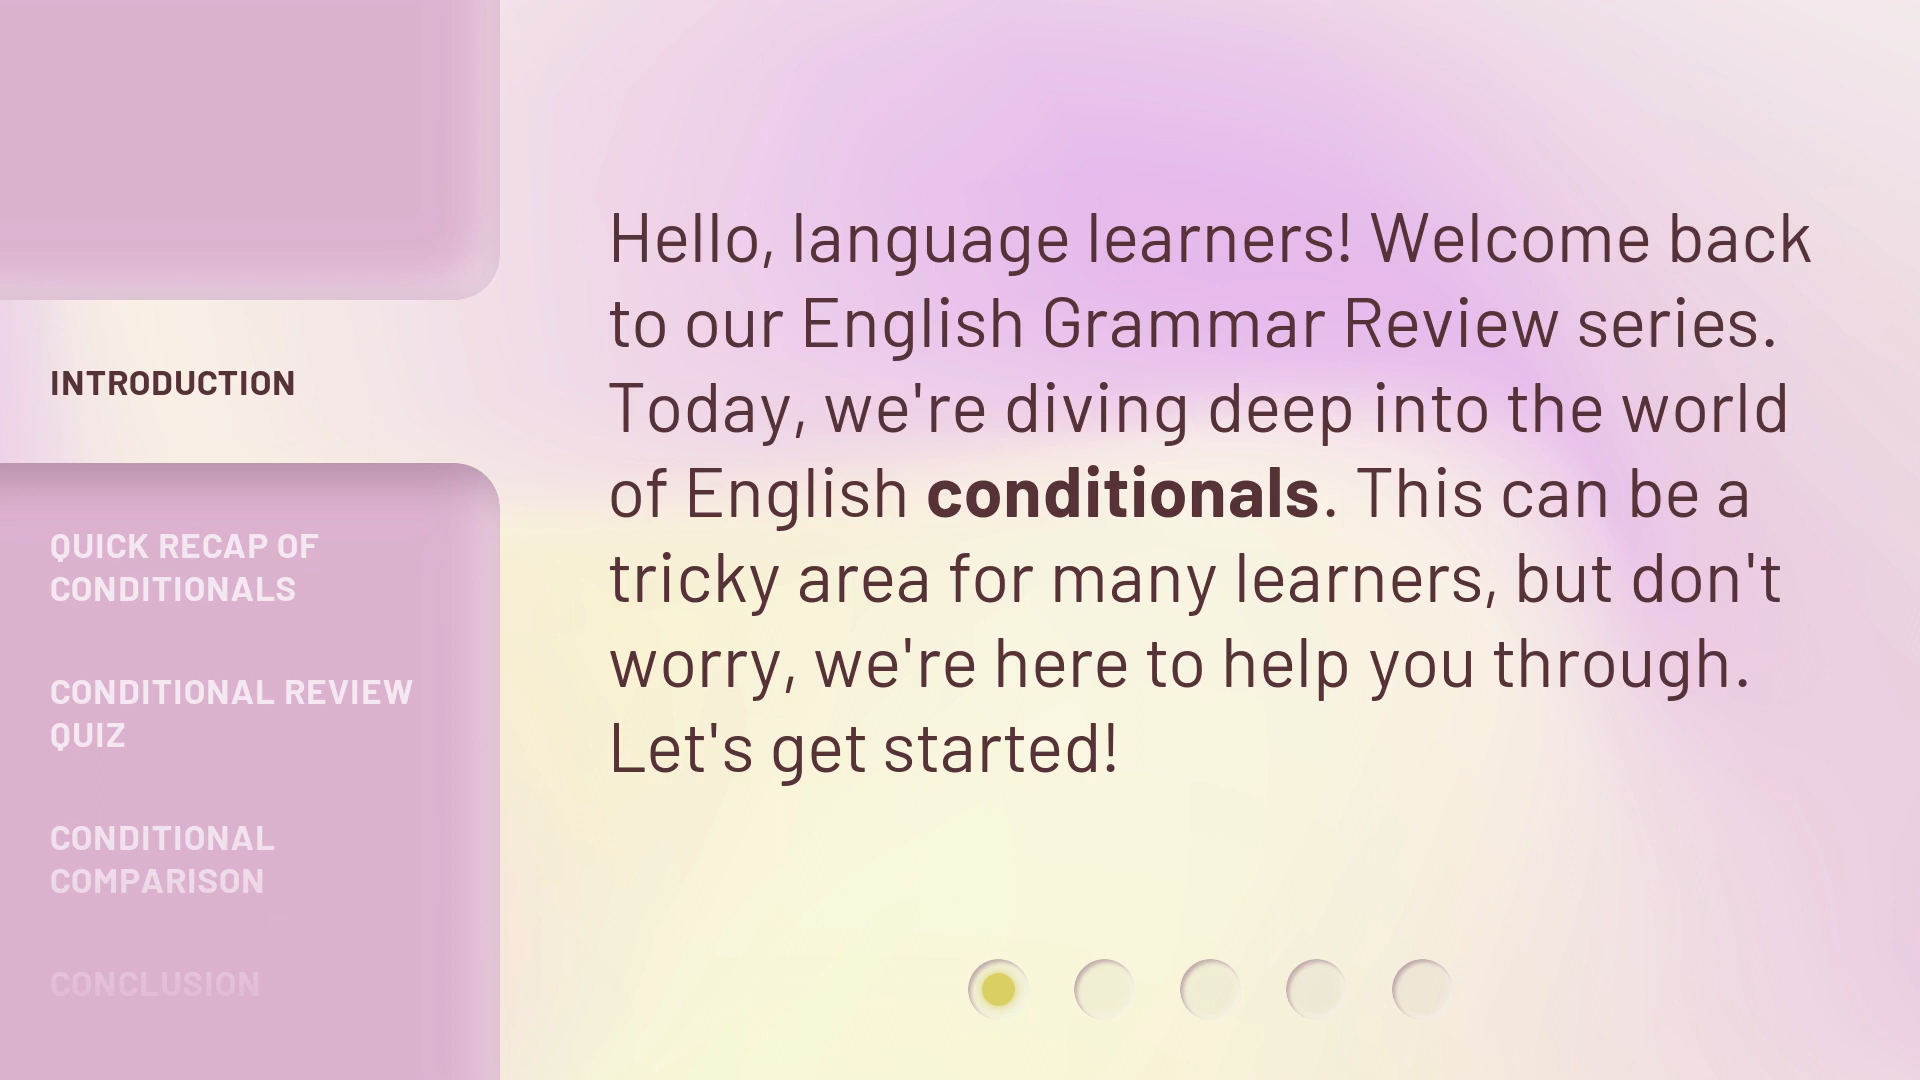 INTRODUCTION
QUICK RECAP OF
CONDITIONALS
CONDITIONAL REVIEW
QUIZ
CONDITIONAL
COMPARISON
CONCLUSION
Hello, language learners! Welcome back
to our English Grammar Review series.
Today, we're diving deep into the world
of English conditionals. This can be a
tricky area for many learners, but don't
worry, we're here to help you through.
Let's get started!